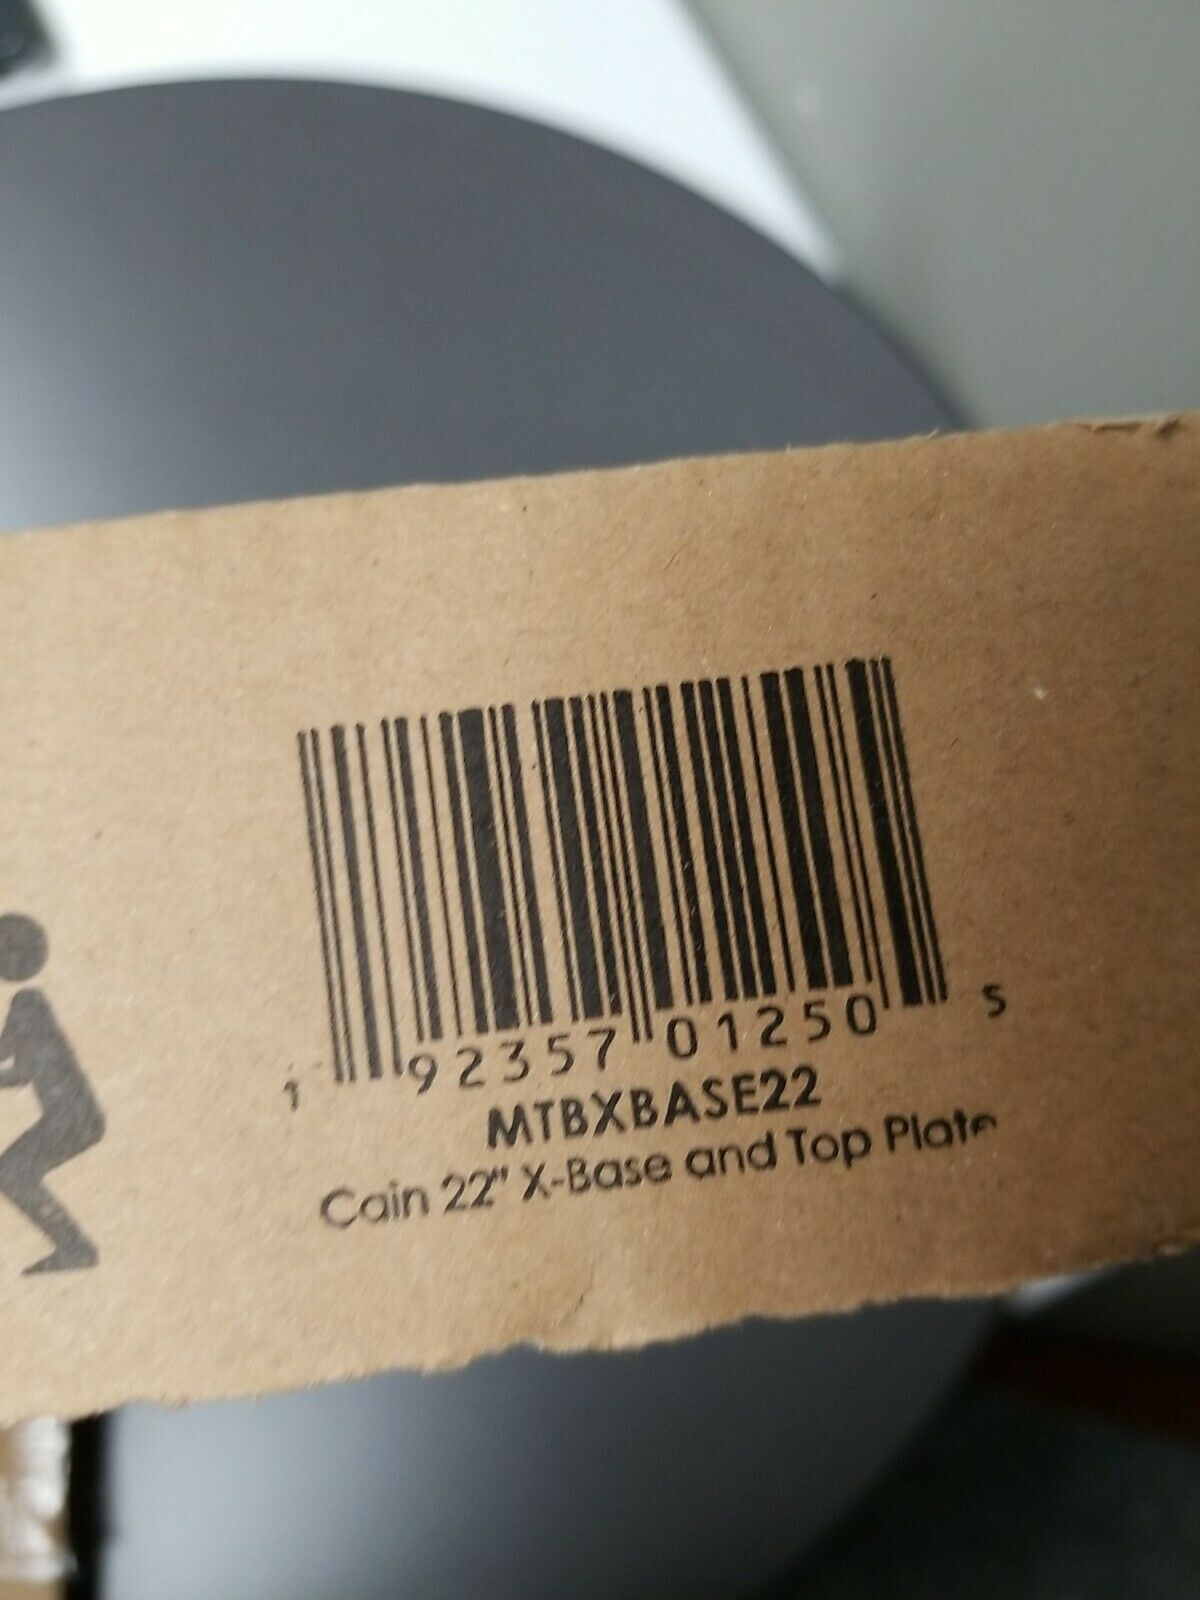 1 92357 01250 5
MTBXBASE22
Cain 22" X-Base and Top Plate